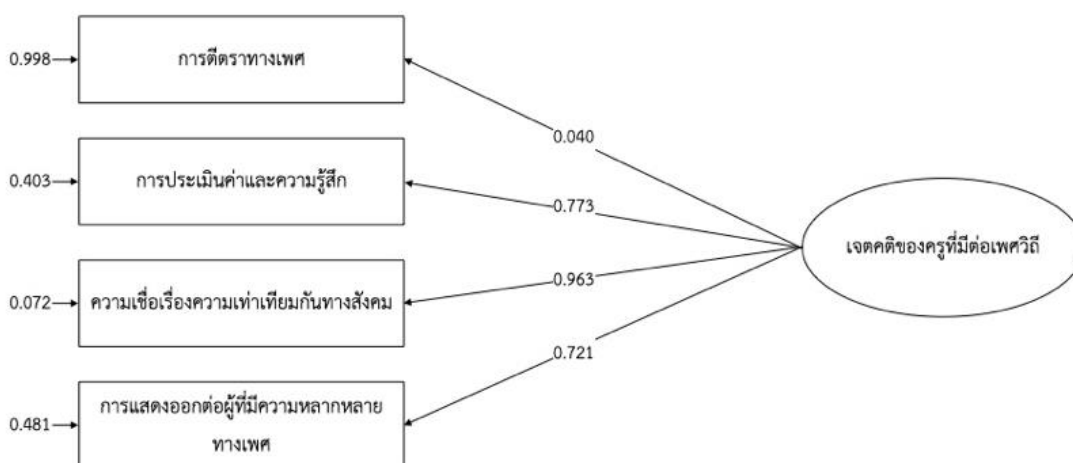 0.998
การตีตราทางเพศ
0.040
0.403
การประเมินค่าและความรู้สึก
0.773
เจตคติของครูที่มีต่อเพศวิถี
0.963
0.072
ความเชื่อเรื่องความเท่าเทียมกันทางสังคม
0.721
0.481
การแสดงออกต่อผู้ที่มีความหลากหลาย
ทางเพศ